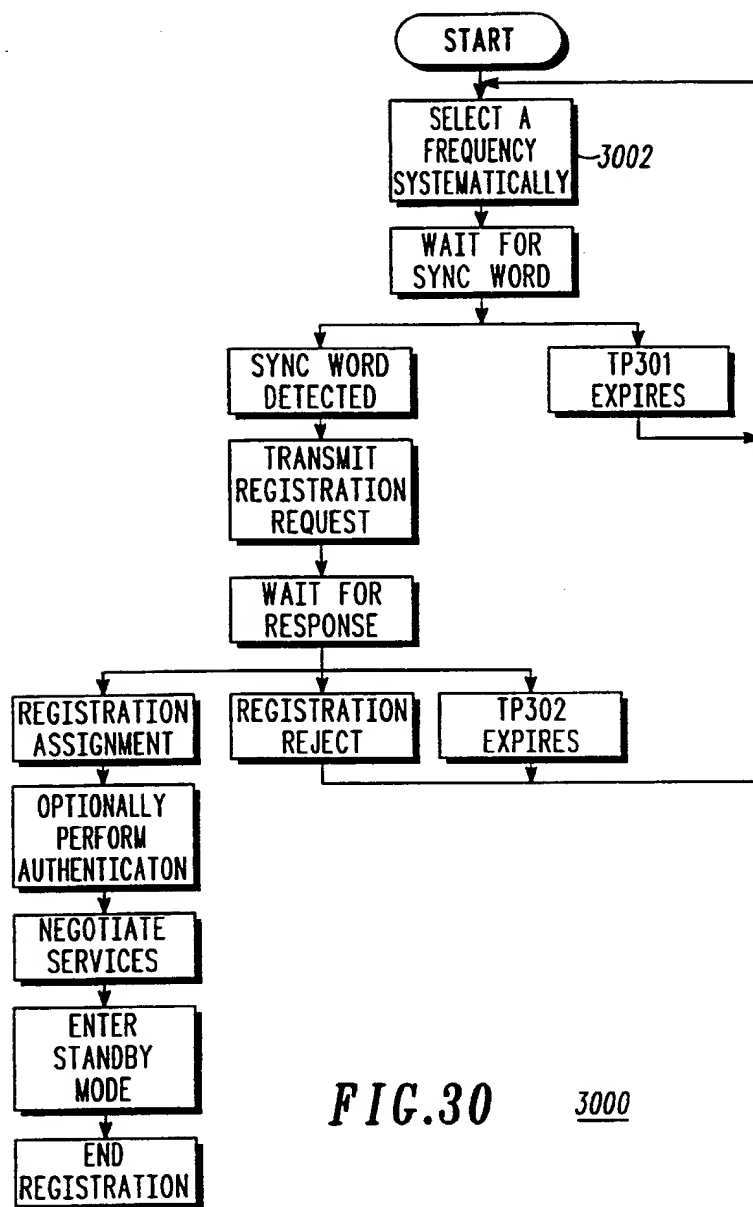 START
SELECT A
FREQUENCY
SYSTEMATICALLY
3002
WAIT FOR
SYNC WORD
SYNC WORD
DETECTED
TP301
EXPIRES
TRANSMIT
REGISTRATION
REQUEST
WAIT FOR
RESPONSE
REGISTRATION
ASSIGNMENT
REGISTRATION
REJECT
TP302
EXPIRES
OPTIONALLY
PERFORM
AUTHENTICATON
NEGOTIATE
SERVICES
ENTER
STANDBY
MODE
END
REGISTRATION
FIG.30
3000